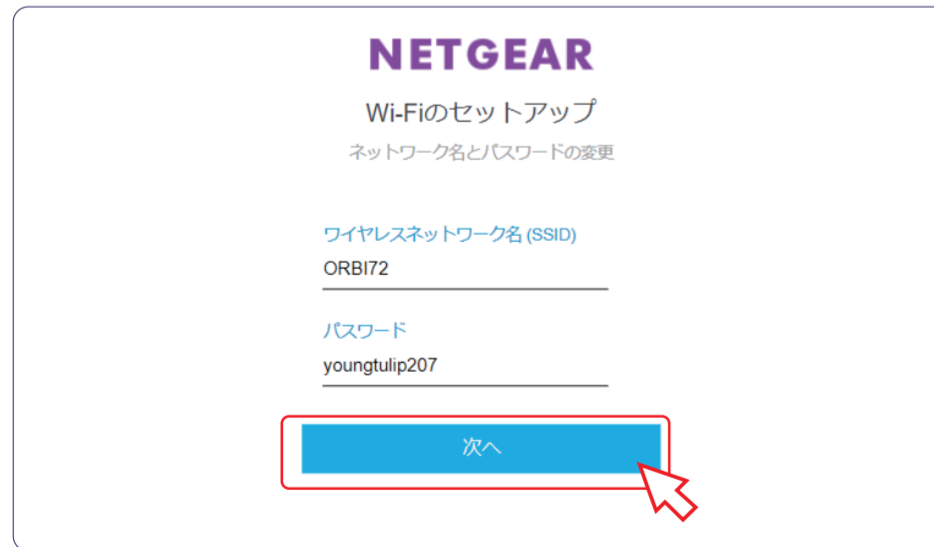 NETGEAR
Wi-Fiのセットアップ
ネットワーク名とパスワードの変更
ワイヤレスネットワーク名 (SSID)
ORBI72
パスワード
youngtulip207
次へ